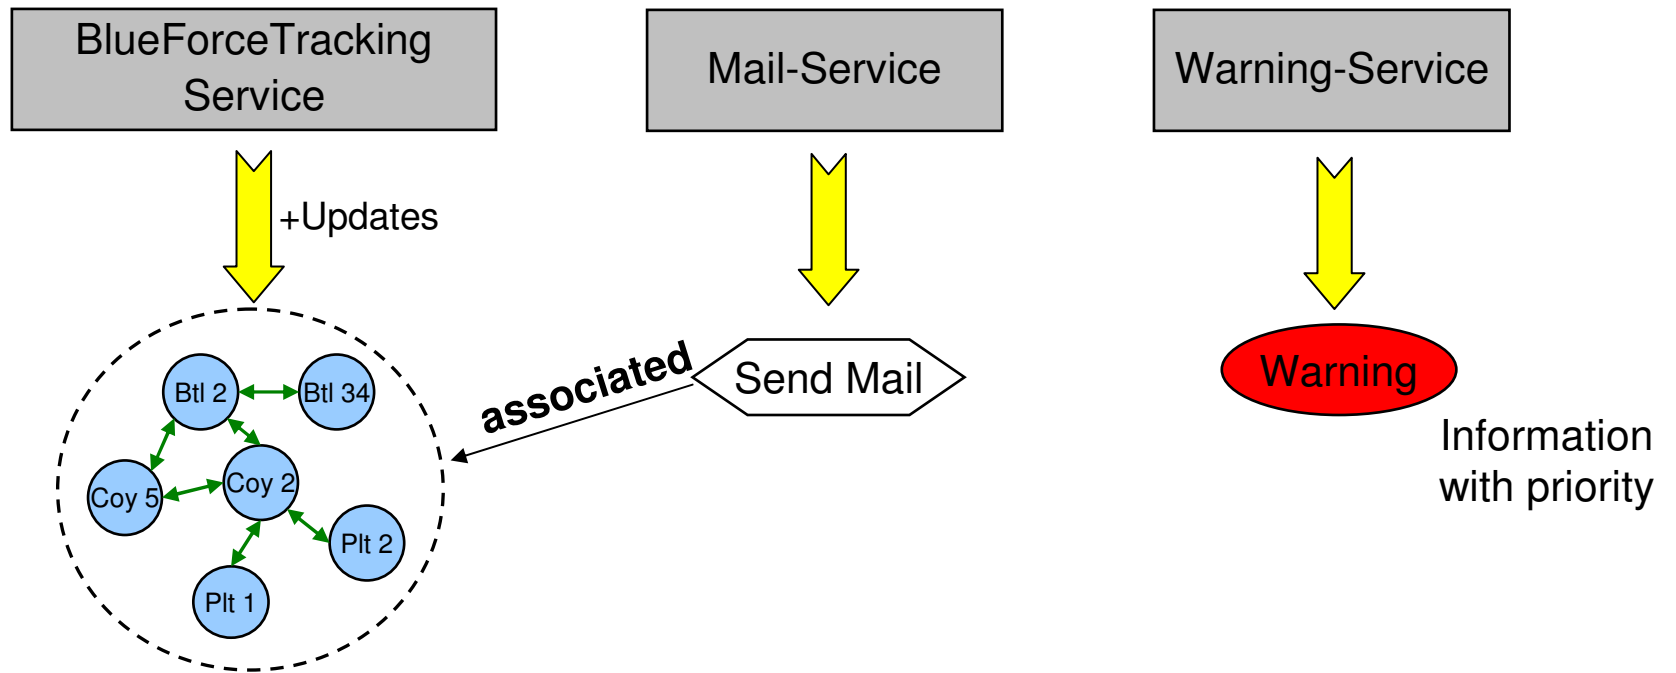 BlueForceTracking
Service
Mail-Service
Warning-Service
+Updates
associated
Send Mail
Warning
Information
with priority
Btl 2
Btl 34
Coy 5
Coy 2
Plt 2
Plt 1